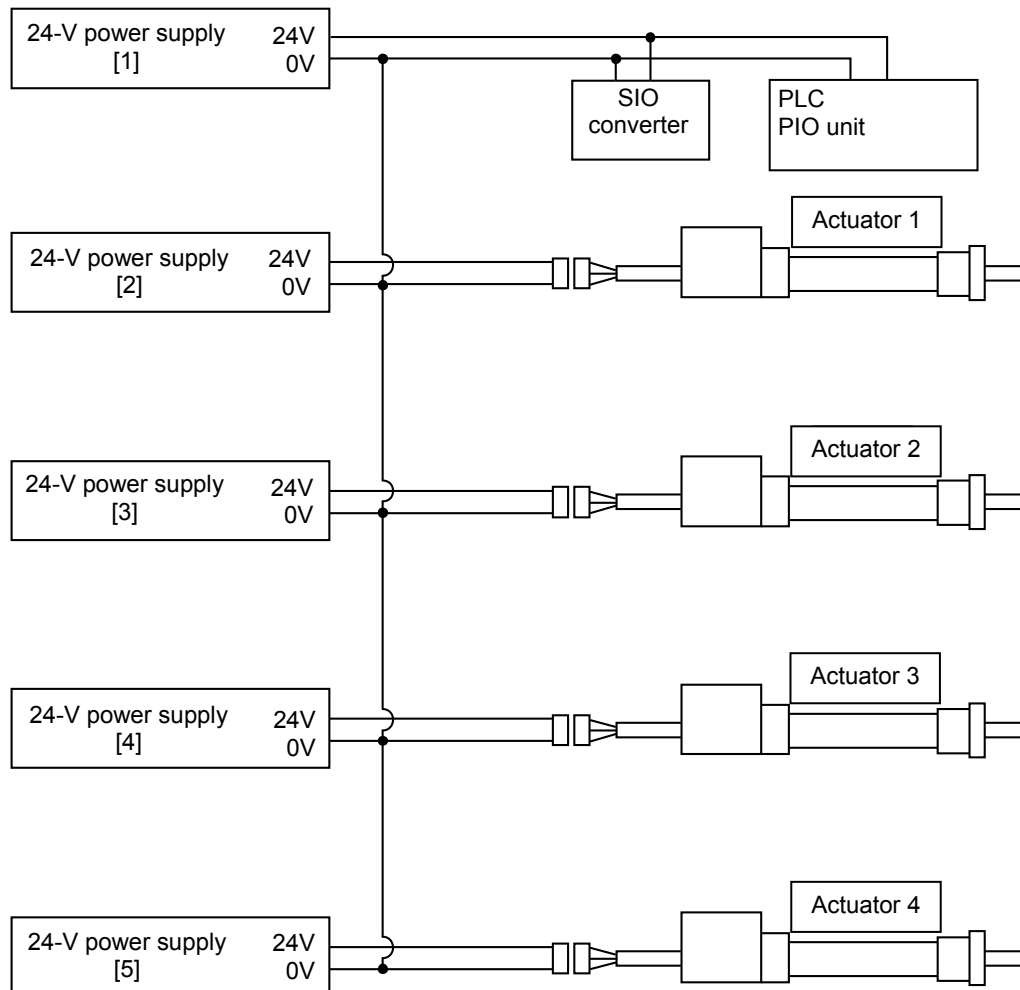 24-V power supply
[1]
24V
0V
SIO
converter
PLC
PIO unit
Actuator 1
24-V power supply
[2]
24V
0V
Actuator 2
24-V power supply
[3]
24V
0V
Actuator 3
24-V power supply
[4]
24V
0V
Actuator 4
24-V power supply
[5]
24V
0V